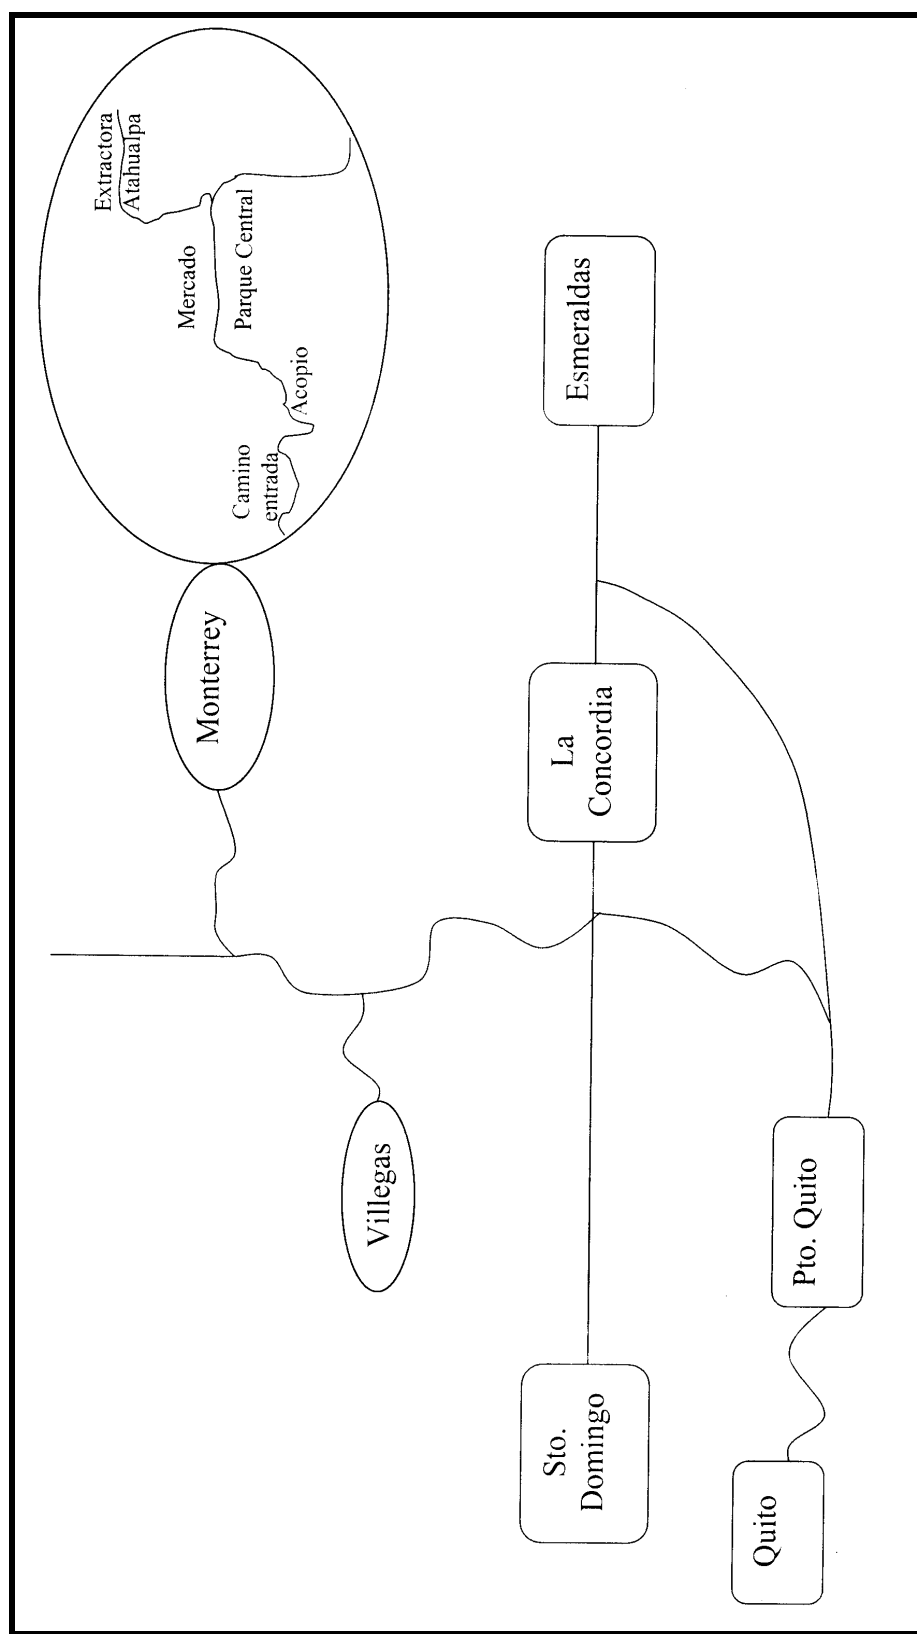 Extractora
Atahualpa
Mercado
Parque Central
Camino
entrada
Acopio
Monterrey
Esmeraldas
La
Concordia
Villegas
Sto.
Domingo
Pto. Quito
Quito